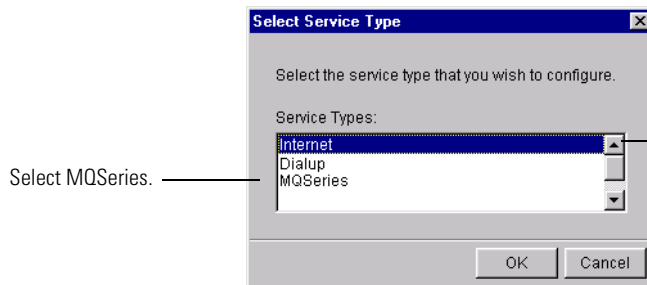 Select Service Type
Select the service type that you wish to configure.
Service Types:
Internet
Dialup
MQSeries
Select MQSeries.
OK
Cancel